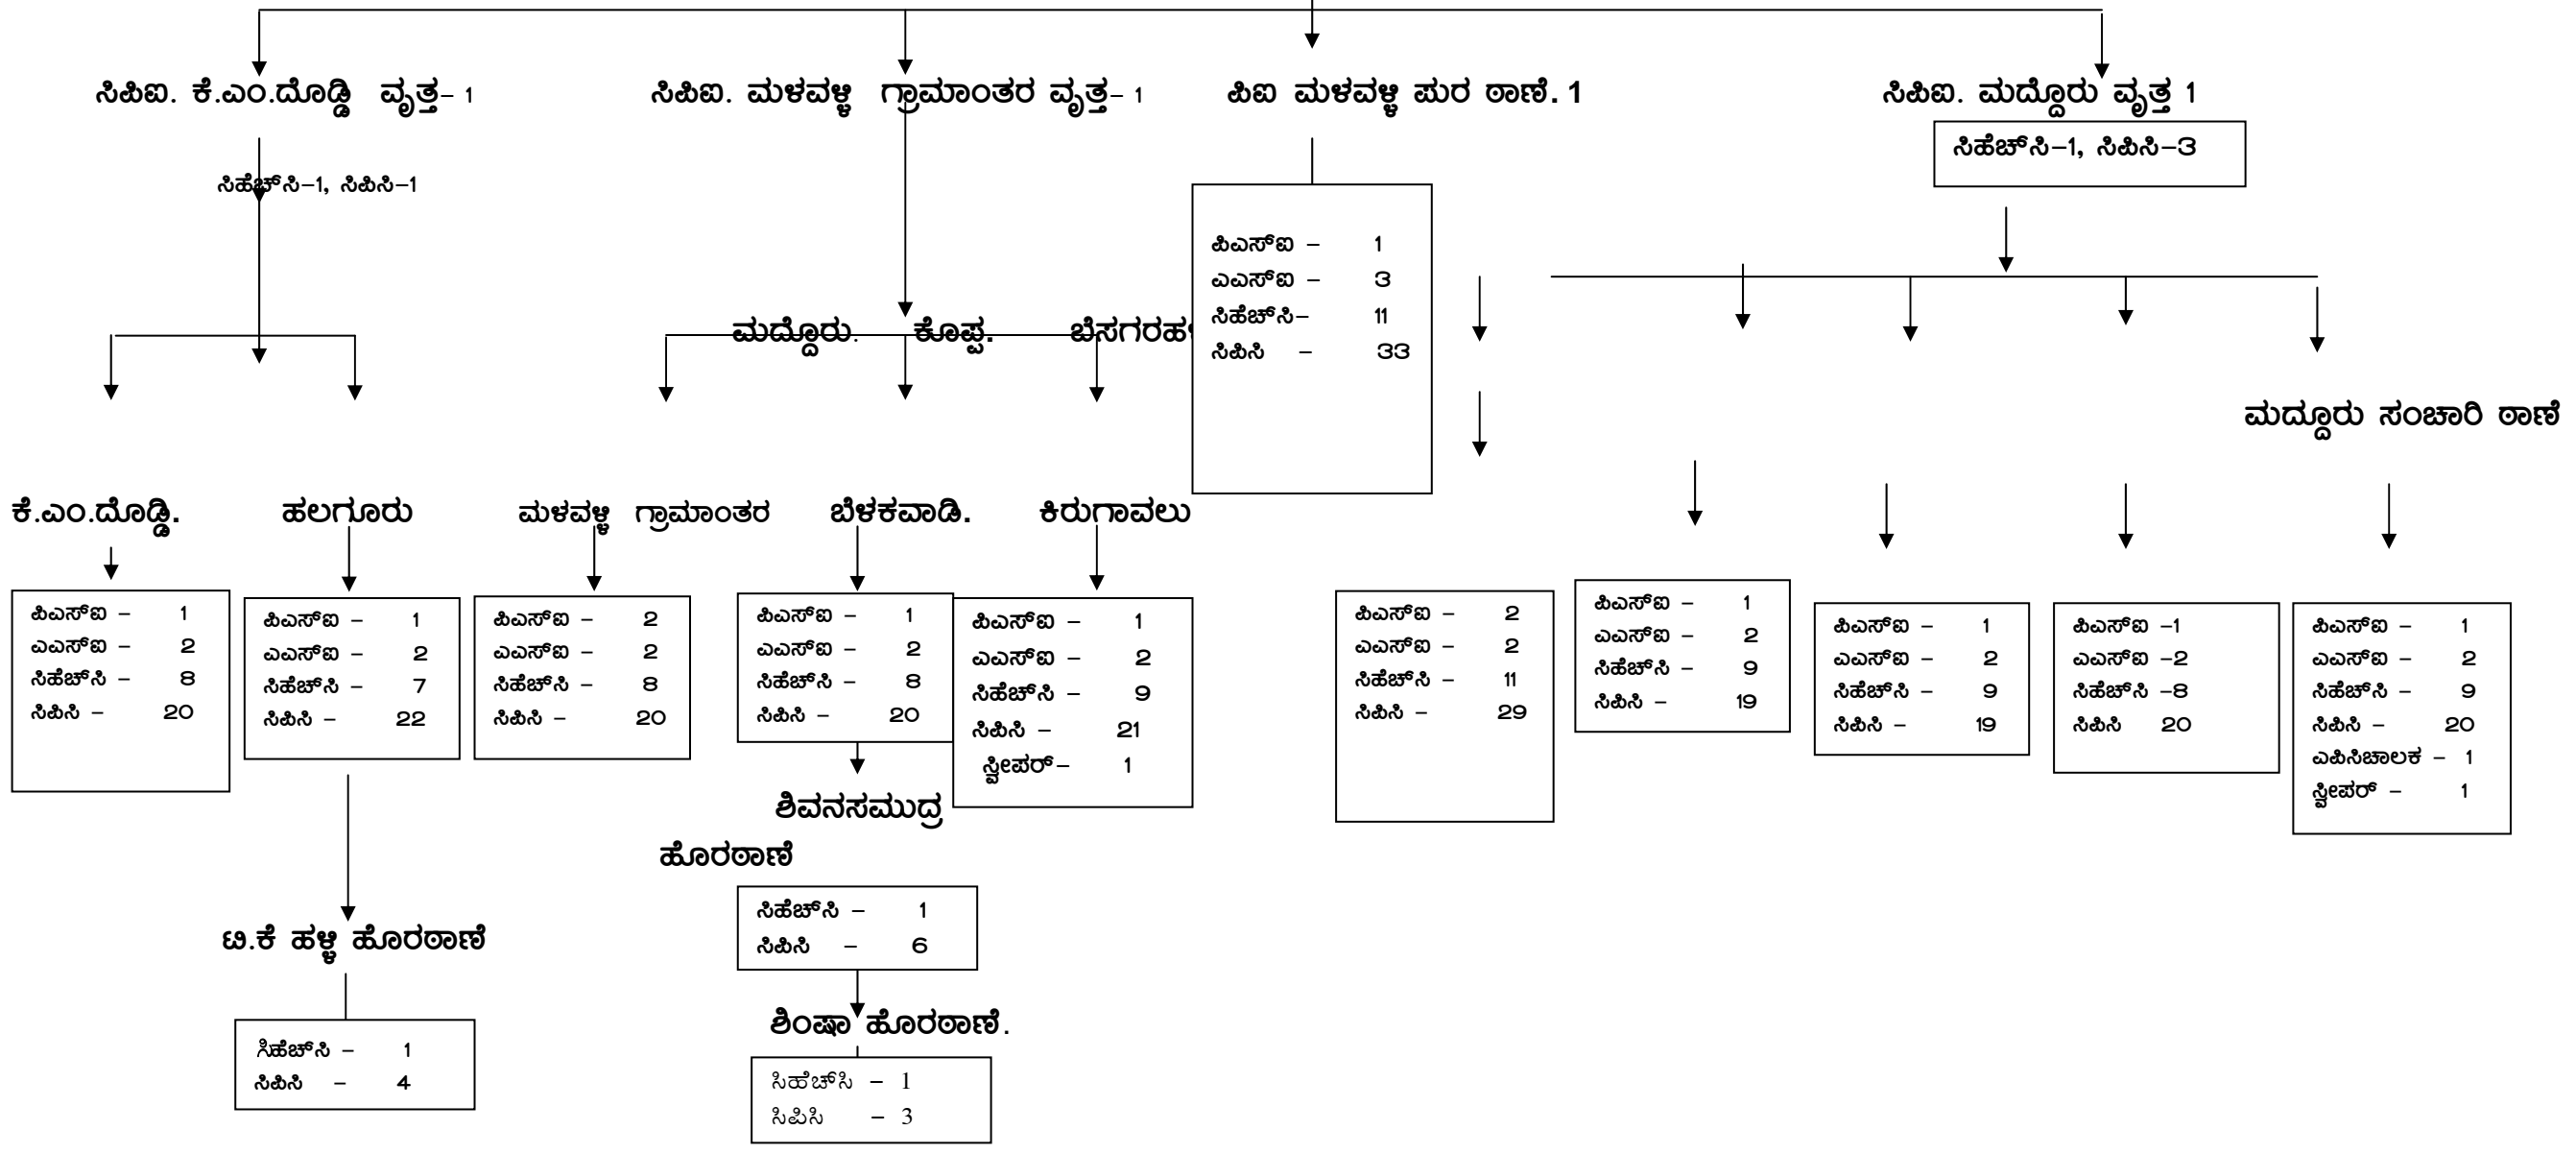 ಸಿಪಿಐ. ಕೆ.ಎಂ.ದೊಡ್ಡಿ ವೃತ್ತ- 1
ಸಿಪಿಐ. ಮಳವಳ್ಳಿ ಗ್ರಾಮಾಂತರ ವೃತ್ತ- 1
ಪಿಐ ಮಳವಳ್ಳಿ ಪುರ ಠಾಣೆ. 1
ಸಿಪಿಐ. ಮದ್ದೊರು ವೃತ್ತ 1
ಸಿಹೆಚ್‌ಸಿ-1, ಸಿಪಿಸಿ-3
ಸಿಹೆಚ್‌ಸಿ-1, ಸಿಪಿಸಿ-1
ಪಿಎಸ್‌ಐ - 1
ಎಎಸ್‌ಐ - 3
ಸಿಹೆಚ್‌ಸಿ- 11
ಸಿಪಿಸಿ - 33
ಮದ್ದೊರು. ಕೊಪ್ಪ.
ಮದ್ದೂರು ಸಂಚಾರಿ ಠಾಣೆ
ಕೆ.ಎಂ.ದೊಡ್ಡಿ.
ಹಲಗೂರು
ಮಳವಳ್ಳಿ ಗ್ರಾಮಾಂತರ
ಬೆಳಕವಾಡಿ.
ಕಿರುಗಾವಲು
ಪಿಎಸ್‌ಐ - 1
ಎಎಸ್‌ಐ - 2
ಸಿಹೆಚ್‌ಸಿ - 8
ಸಿಪಿಸಿ - 20
ಪಿಎಸ್‌ಐ - 1
ಎಎಸ್‌ಐ - 2
ಸಿಹೆಚ್‌ಸಿ - 7
ಸಿಪಿಸಿ - 22
ಪಿಎಸ್‌ಐ - 2
ಎಎಸ್‌ಐ - 2
ಸಿಹೆಚ್‌ಸಿ - 8
ಸಿಪಿಸಿ - 20
ಪಿಎಸ್‌ಐ - 1
ಎಎಸ್‌ಐ - 2
ಸಿಹೆಚ್‌ಸಿ - 8
ಸಿಪಿಸಿ - 20
ಪಿಎಸ್‌ಐ - 1
ಎಎಸ್‌ಐ - 2
ಸಿಹೆಚ್‌ಸಿ - 9
ಸಿಪಿಸಿ - 21
ಸ್ವೀಪರ್- 1
ಪಿಎಸ್‌ಐ - 2
ಎಎಸ್‌ಐ - 2
ಸಿಹೆಚ್‌ಸಿ - 11
ಸಿಪಿಸಿ - 29
ಪಿಎಸ್‌ಐ - 1
ಎಎಸ್‌ಐ - 2
ಸಿಹೆಚ್‌ಸಿ - 9
ಸಿಪಿಸಿ - 19
ಪಿಎಸ್‌ಐ - 1
ಎಎಸ್‌ಐ - 2
ಸಿಹೆಚ್‌ಸಿ - 9
ಸಿಪಿಸಿ - 19
ಪಿಎಸ್‌ಐ -1
ಎಎಸ್‌ಐ -2
ಸಿಹೆಚ್‌ಸಿ -8
ಸಿಪಿಸಿ 20
ಪಿಎಸ್‌ಐ - 1
ಎಎಸ್‌ಐ - 2
ಸಿಹೆಚ್‌ಸಿ - 9
ಸಿಪಿಸಿ - 20
ಎಪಿಸಿಚಾಲಕ - 1
ಸ್ವೀಪರ್ - 1
ಶಿವನಸಮುದ್ರ
ಹೊರಠಾಣೆ
ಸಿಹೆಚ್‌ಸಿ - 1
ಸಿಪಿಸಿ - 6
ಟಿ.ಕೆ ಹಳ್ಳಿ ಹೊರಠಾಣೆ
ಸಿಹೆಚ್‌ಸಿ - 1
ಸಿಪಿಸಿ - 4
ಶಿಂಷಾ ಹೊರಠಾಣೆ.
ಸಿಹೆಚ್‌ಸಿ - 1
ಸಿಪಿಸಿ - 3